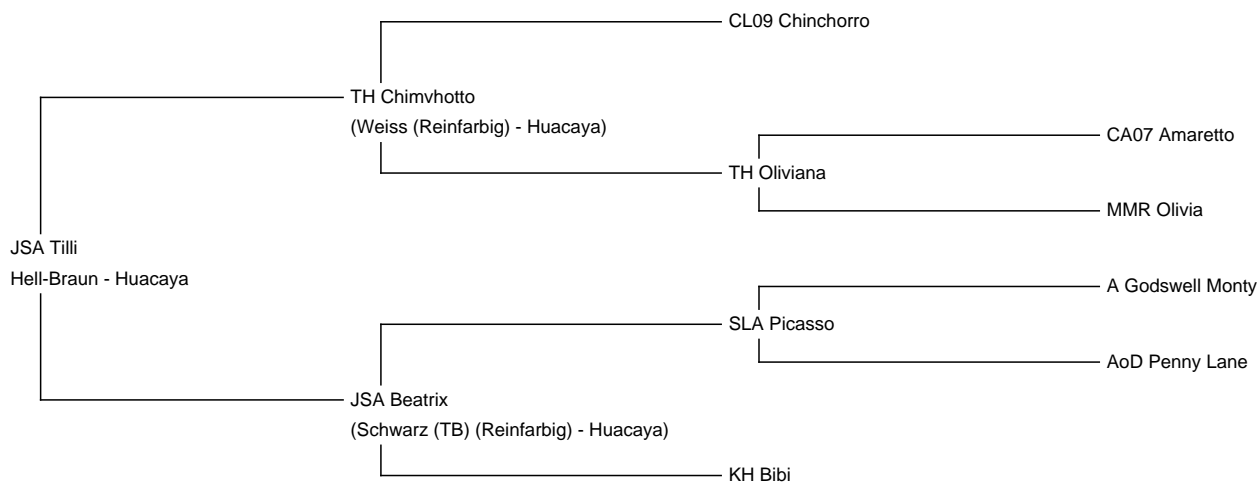 CL09 Chinchorro
TH Chimvhotto
(Weiss (Reinfarbig) - Huacaya)
CA07 Amaretto
TH Oliviana
MMR Olivia
JSA Tilli
Hell-Braun - Huacaya
A Godswell Monty
SLA Picasso
AoD Penny Lane
JSA Beatrix
(Schwarz (TB) (Reinfarbig) - Huacaya)
KH Bibi